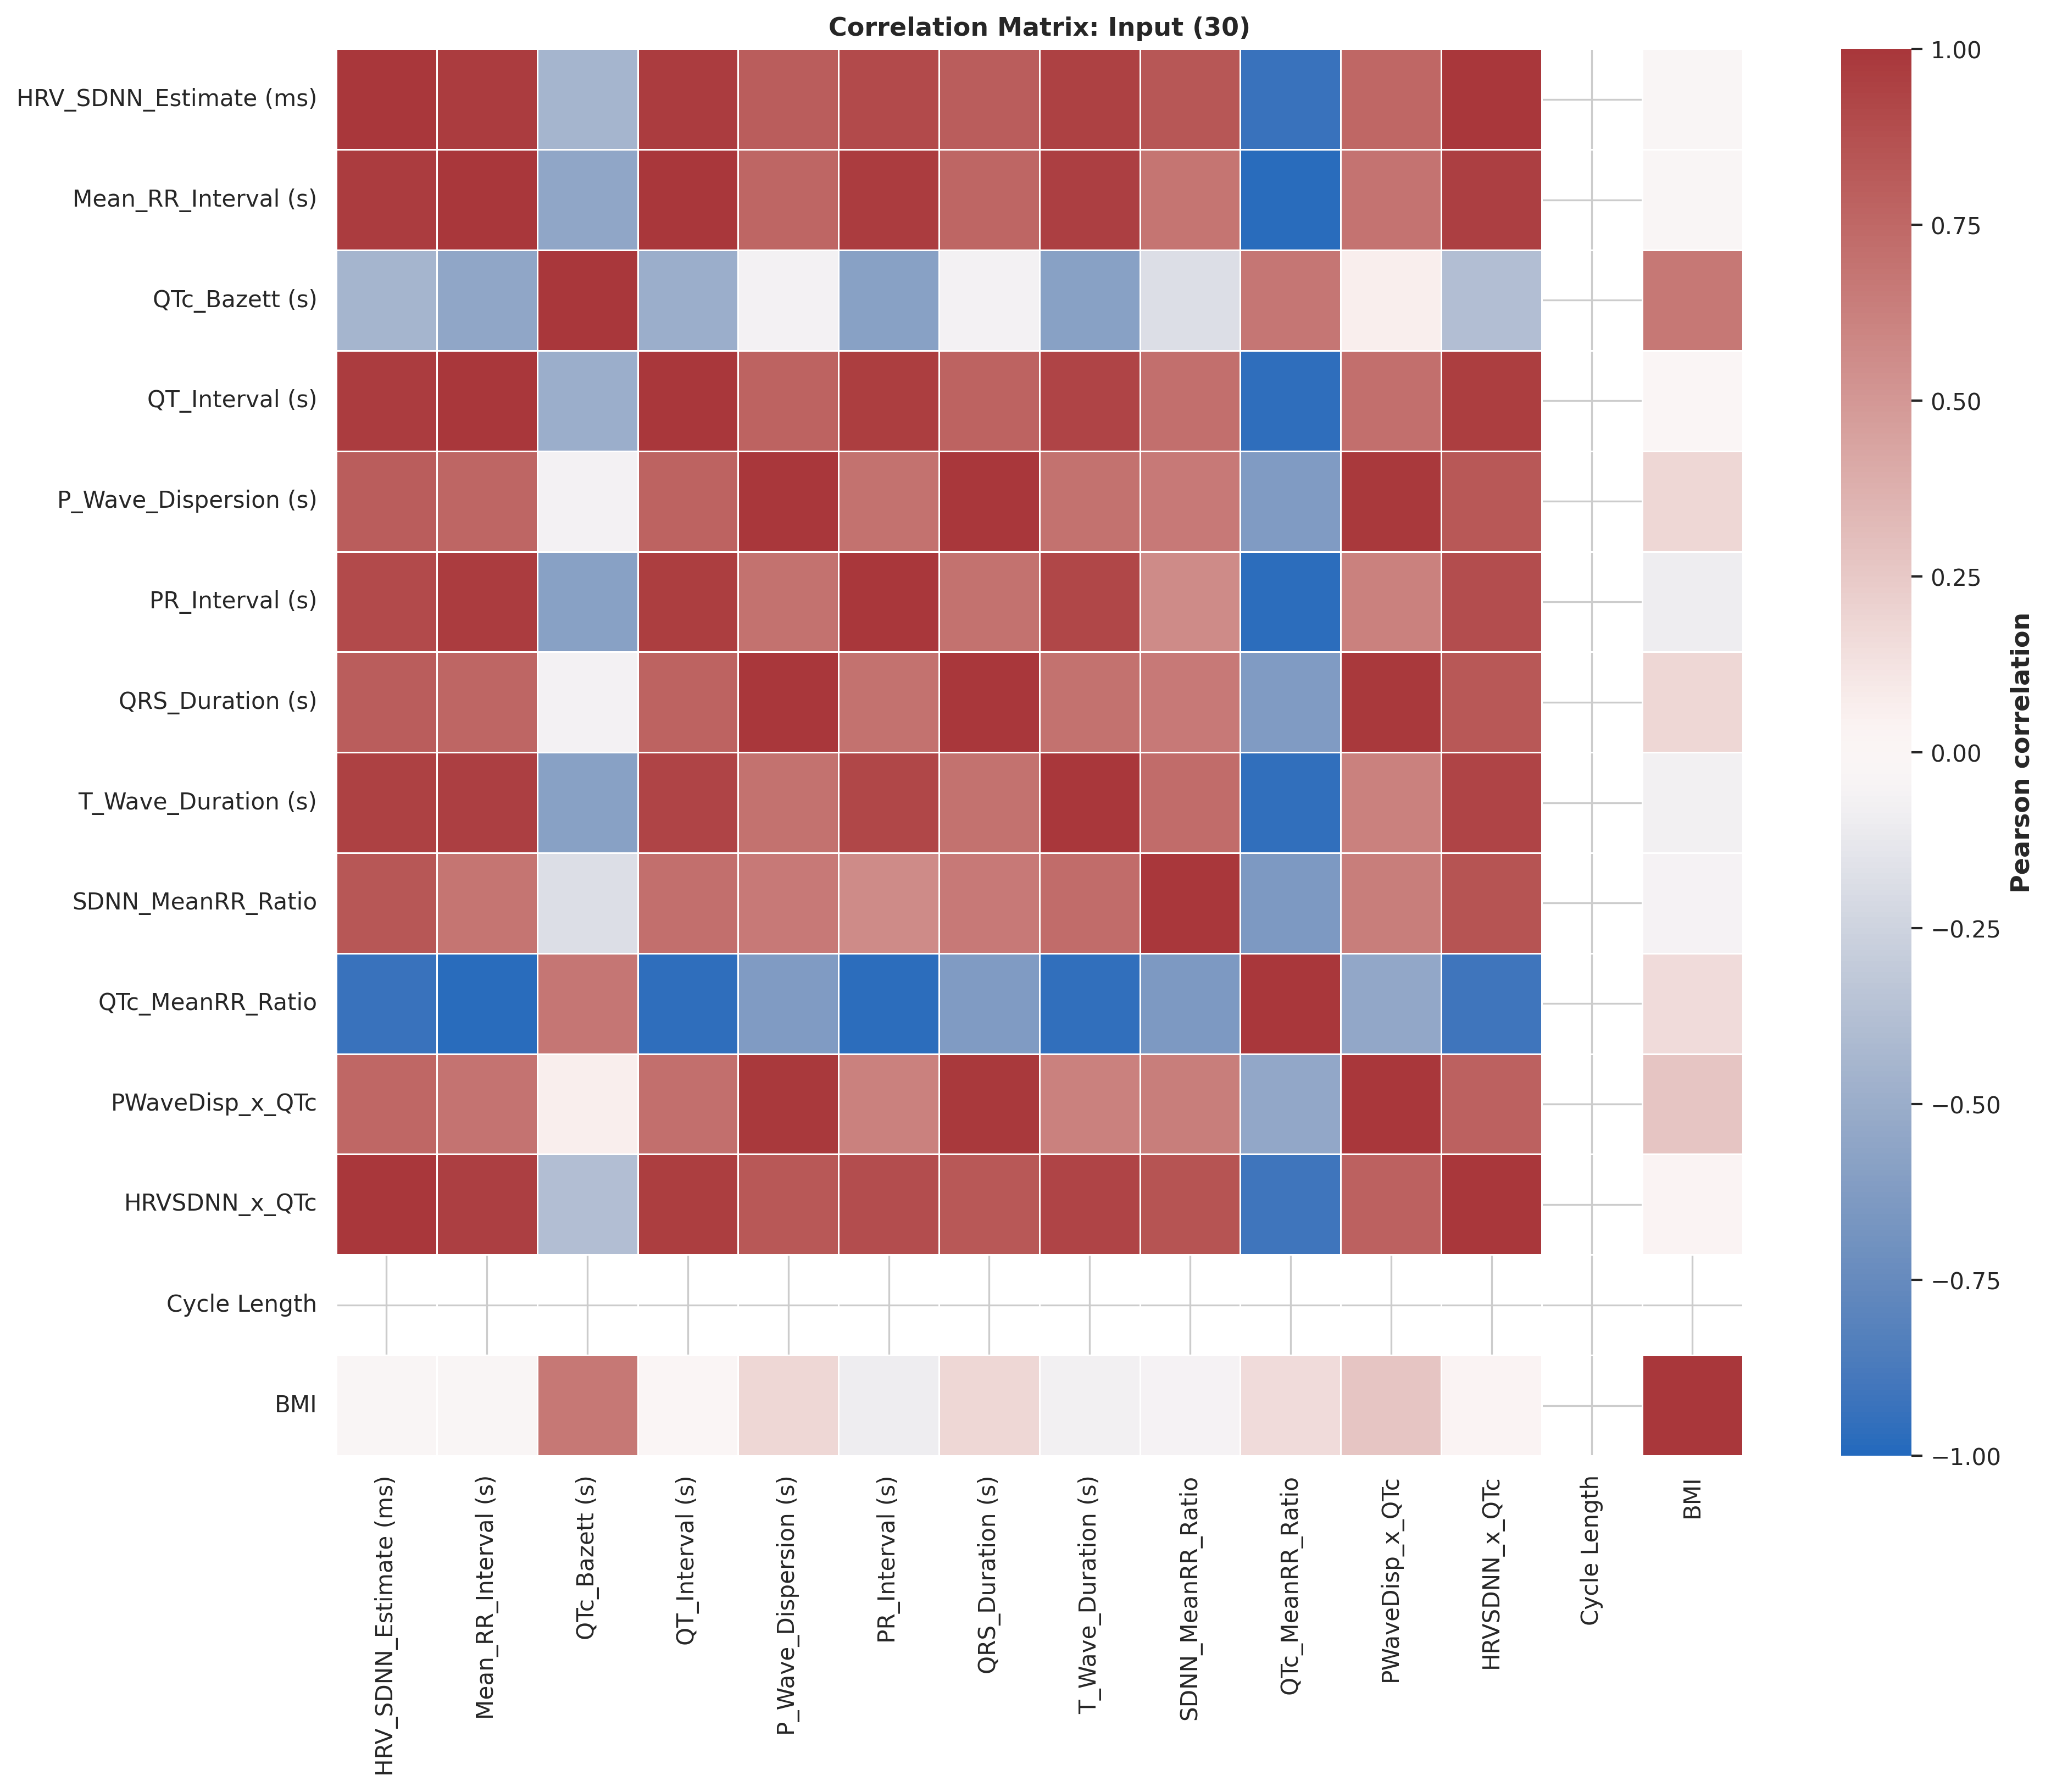 Correlation Matrix: Input (30)
HRV_SDNN_Estimate (ms)
Mean_RR_Interval (s)
QTc_Bazett (s)
QT_Interval (s)
P_Wave_Dispersion (s)
PR_Interval (s)
QRS_Duration (s)
T_Wave_Duration (s)
SDNN_MeanRR_Ratio
QTc_MeanRR_Ratio
PWaveDisp_x_QTc
HRVSDNN_x_QTc
Cycle Length
BMI
HRV_SDNN_Estimate (ms)
Mean_RR_Interval (s)
QTc_Bazett (s)
QT_Interval (s)
P_Wave_Dispersion (s)
PR_Interval (s)
QRS_Duration (s)
T_Wave_Duration (s)
SDNN_MeanRR_Ratio
QTc_MeanRR_Ratio
PWaveDisp_x_QTc
HRVSDNN_x_QTc
Cycle Length
BMI
1.00
0.75
0.50
0.25
0.00
−0.25
−0.50
−0.75
−1.00
Pearson correlation